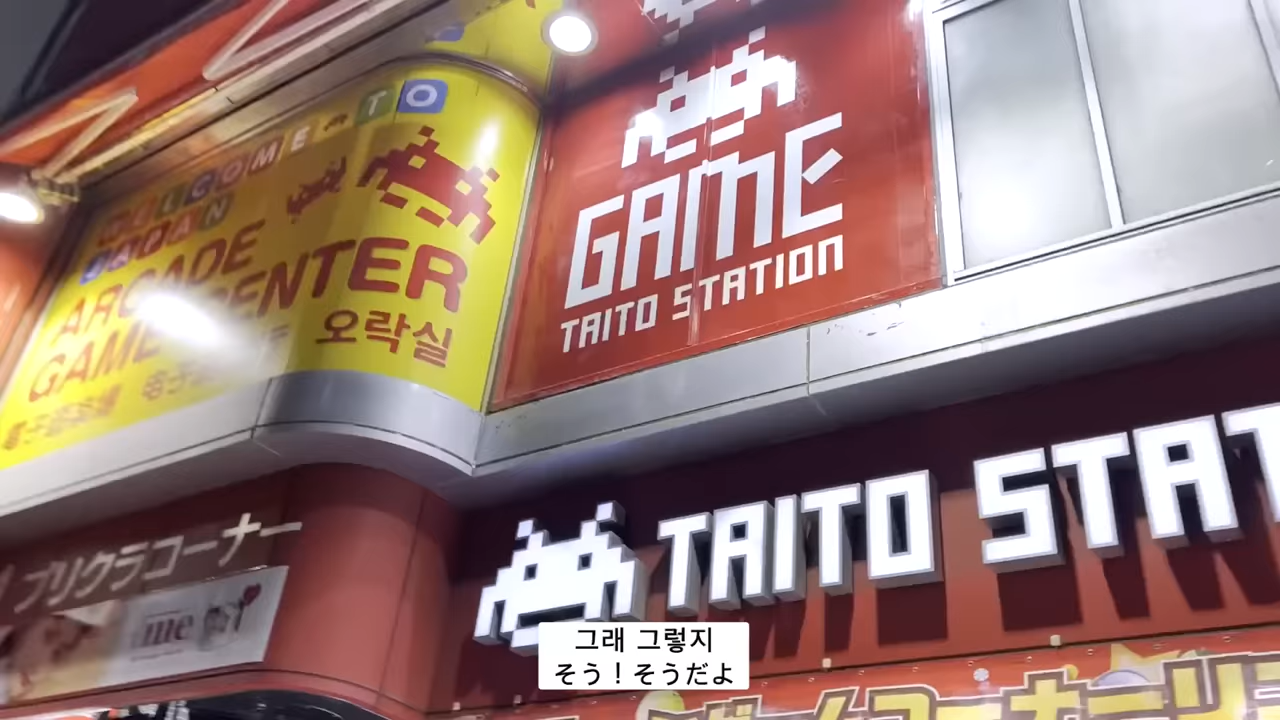 WELCOME TO
JAPAN
ARCADE
GAME CENTER
오락실
GAME
TAITO STATION
TAITO STAT
プリクラコーナー
me
그래 그렇지
そう！そうだよ